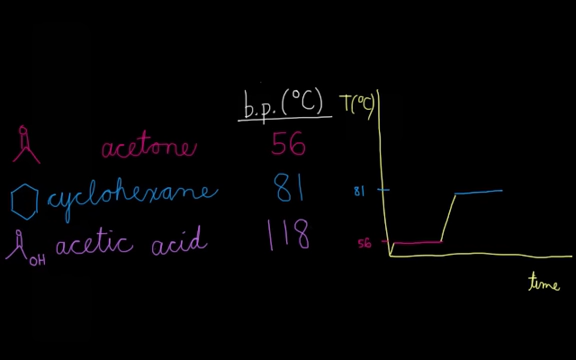 b.p. (°C)
acetone 56
cyclohexane 81
OH acetic acid 118
T(°C)
81
56
time